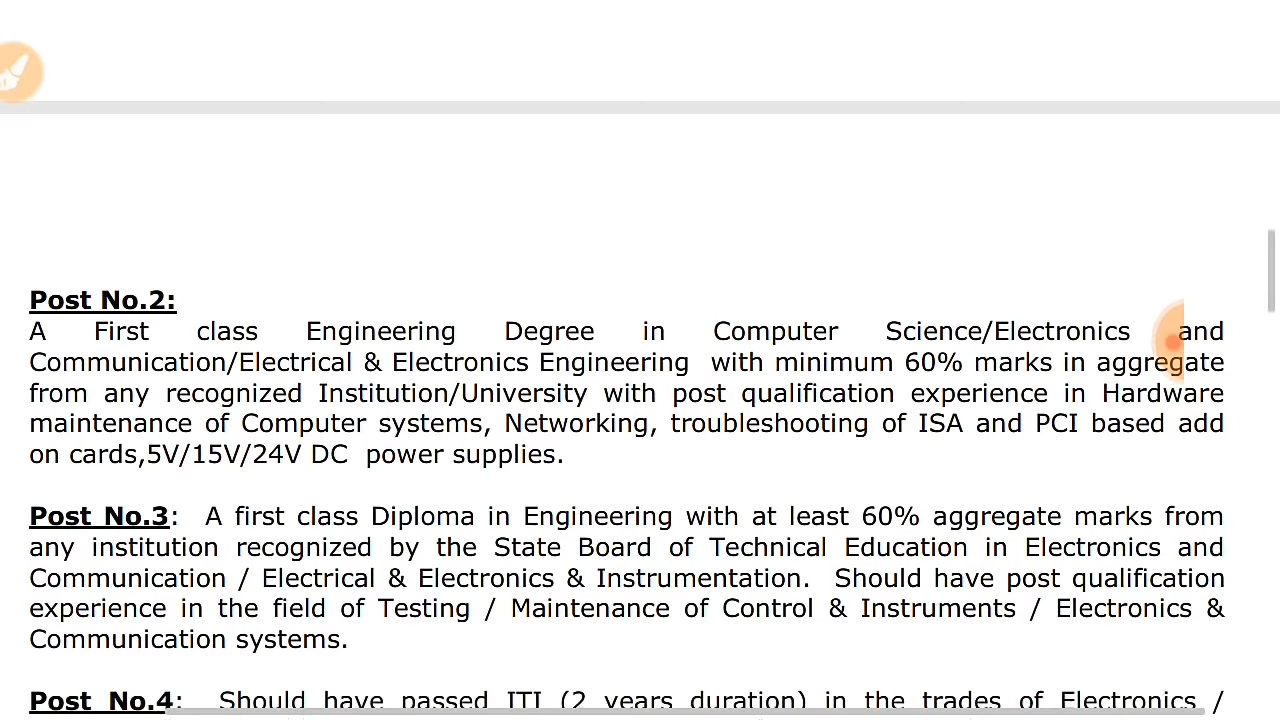 Post No.2:
A First class Engineering Degree in Computer Science/Electronics and
Communication/Electrical & Electronics Engineering with minimum 60% marks in aggregate
from any recognized Institution/University with post qualification experience in Hardware
maintenance of Computer systems, Networking, troubleshooting of ISA and PCI based add
on cards,5V/15V/24V DC power supplies.
Post No.3: A first class Diploma in Engineering with at least 60% aggregate marks from
any institution recognized by the State Board of Technical Education in Electronics and
Communication / Electrical & Electronics & Instrumentation. Should have post qualification
experience in the field of Testing / Maintenance of Control & Instruments / Electronics &
Communication systems.
Post No.4: Should have passed ITI (2 years duration) in the trades of Electronics /